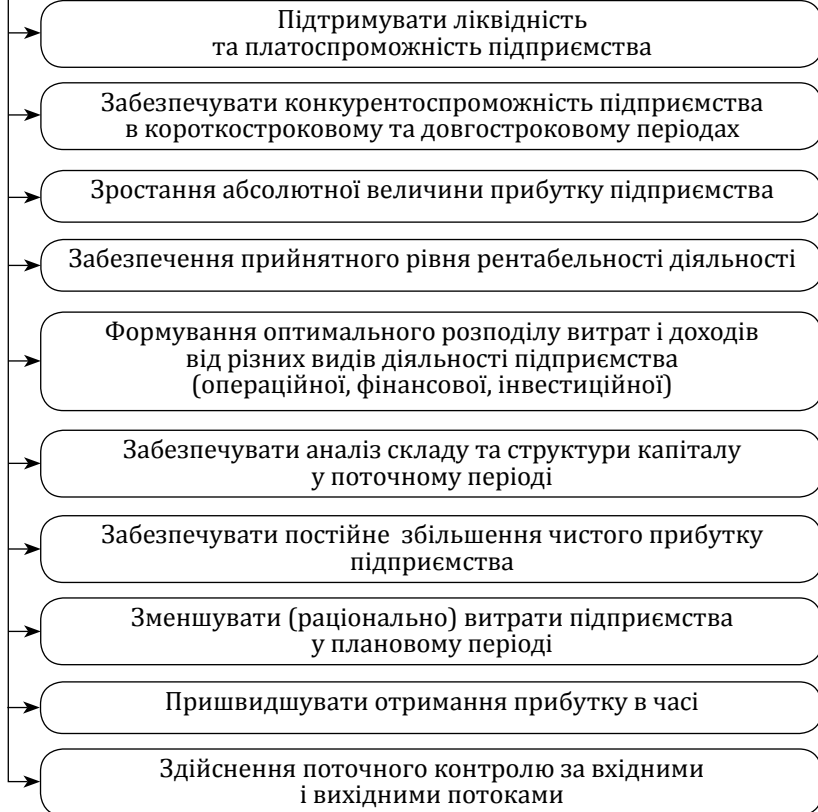 Підтримувати ліквідність
та платоспроможність підприємства
Забезпечувати конкурентоспроможність підприємства
в короткостроковому та довгостроковому періодах
Зростання абсолютної величини прибутку підприємства
Забезпечення прийнятного рівня рентабельності діяльності
Формування оптимального розподілу витрат і доходів
від різних видів діяльності підприємства
(операційної, фінансової, інвестиційної)
Забезпечувати аналіз складу та структури капіталу
у поточному періоді
Забезпечувати постійне збільшення чистого прибутку
підприємства
Зменшувати (раціонально) витрати підприємства
у плановому періоді
Пришвидшувати отримання прибутку в часі
Здійснення поточного контролю за вхідними
і вихідними потоками